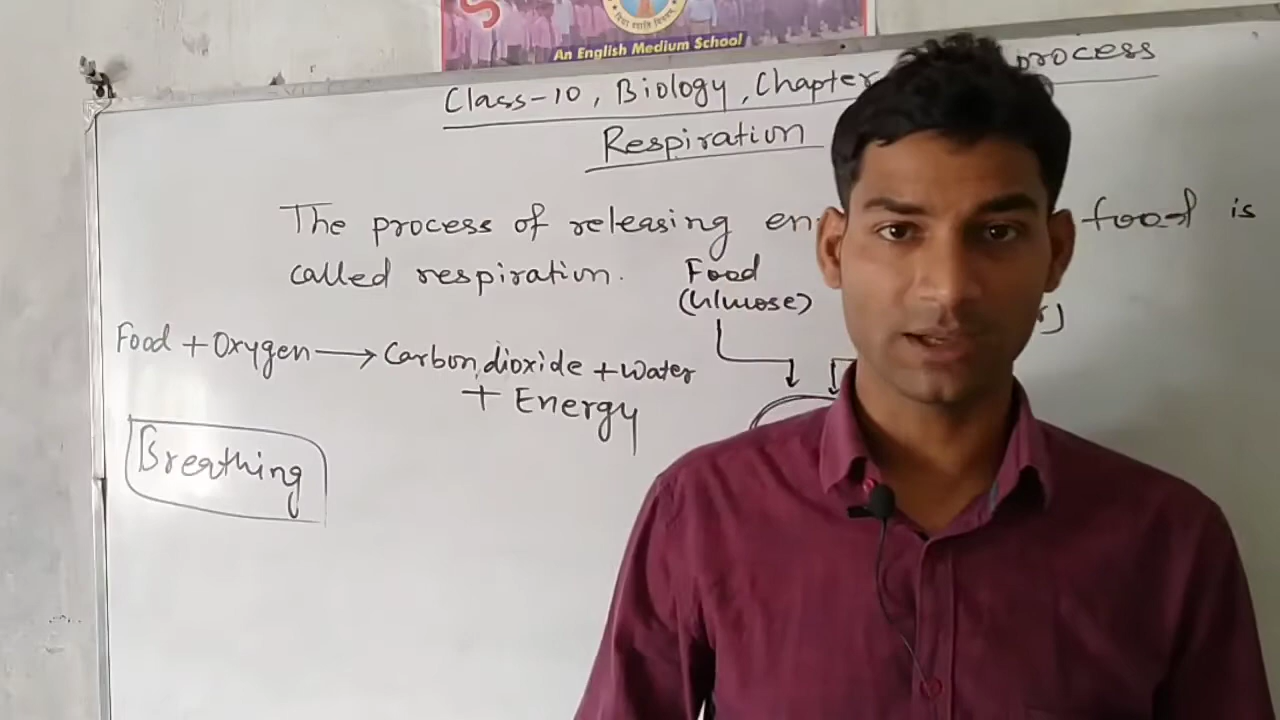 S
An English Medium School
Class-10, Biology, Chapter process
Respiration
The process of releasing en food is
called respiration.
Food
(Glucose)
Food + Oxygen → Carbon dioxide + Water
+ Energy
Breathing